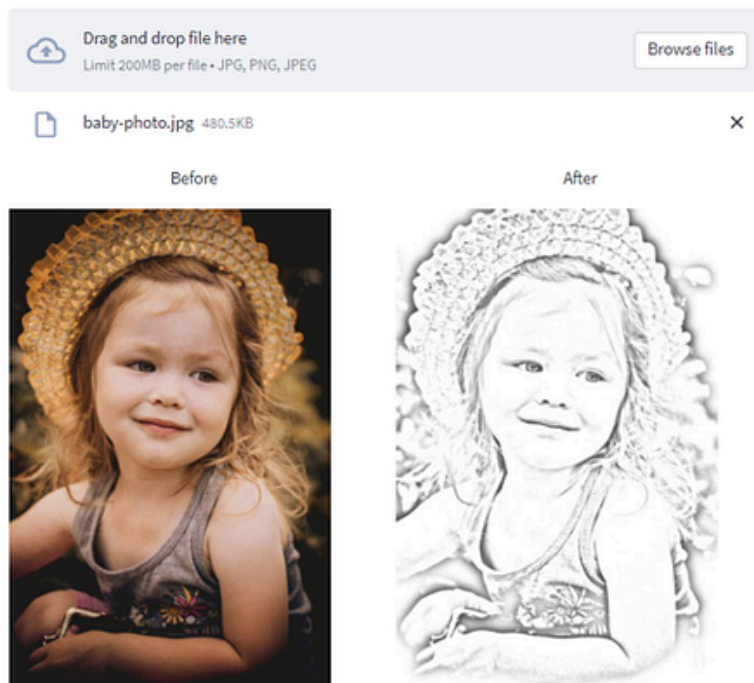 Drag and drop file here
Browse files
Limit 200MB per file • JPG, PNG, JPEG
baby-photo.jpg 480.5KB
Before
After